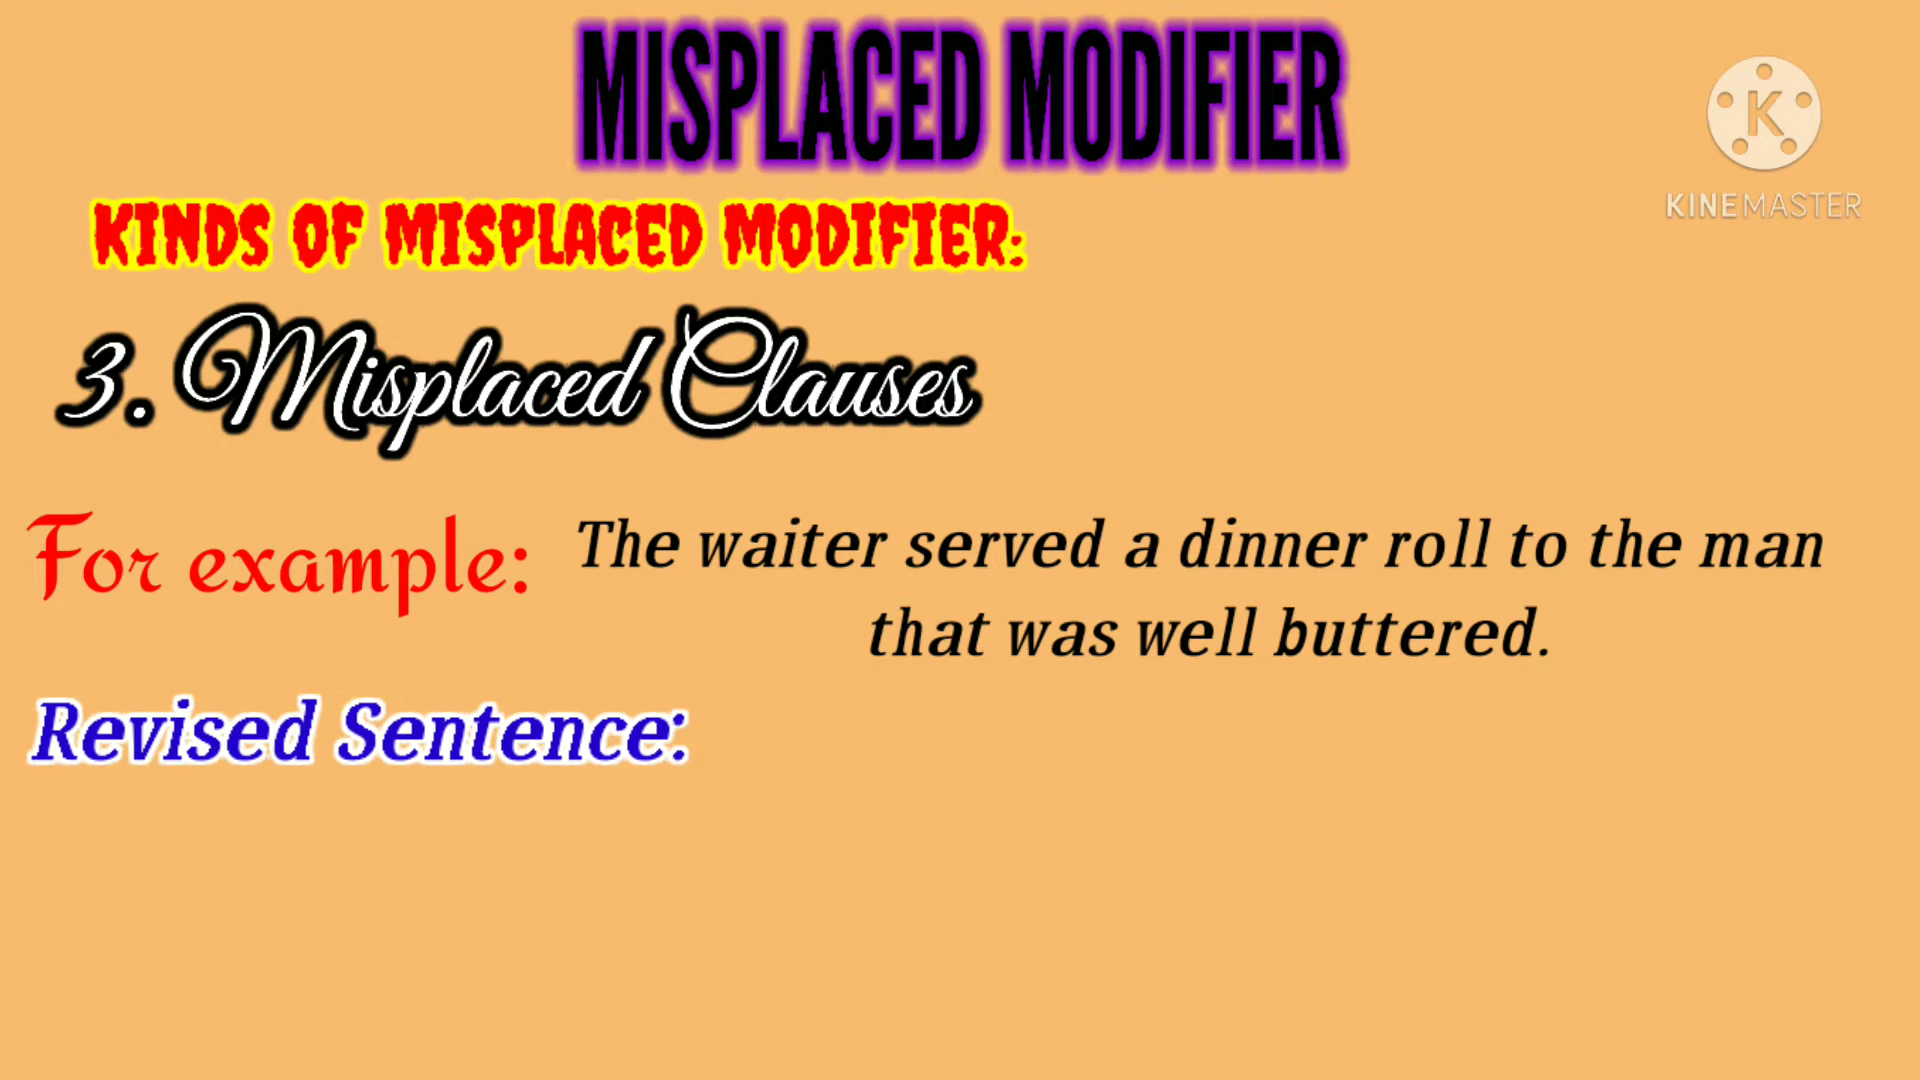 MISPLACED MODIFIER
K
KINEMASTER
KINDS OF MISPLACED MODIFIER:
3. Misplaced Clauses
For example:
The waiter served a dinner roll to the man
that was well buttered.
Revised Sentence: